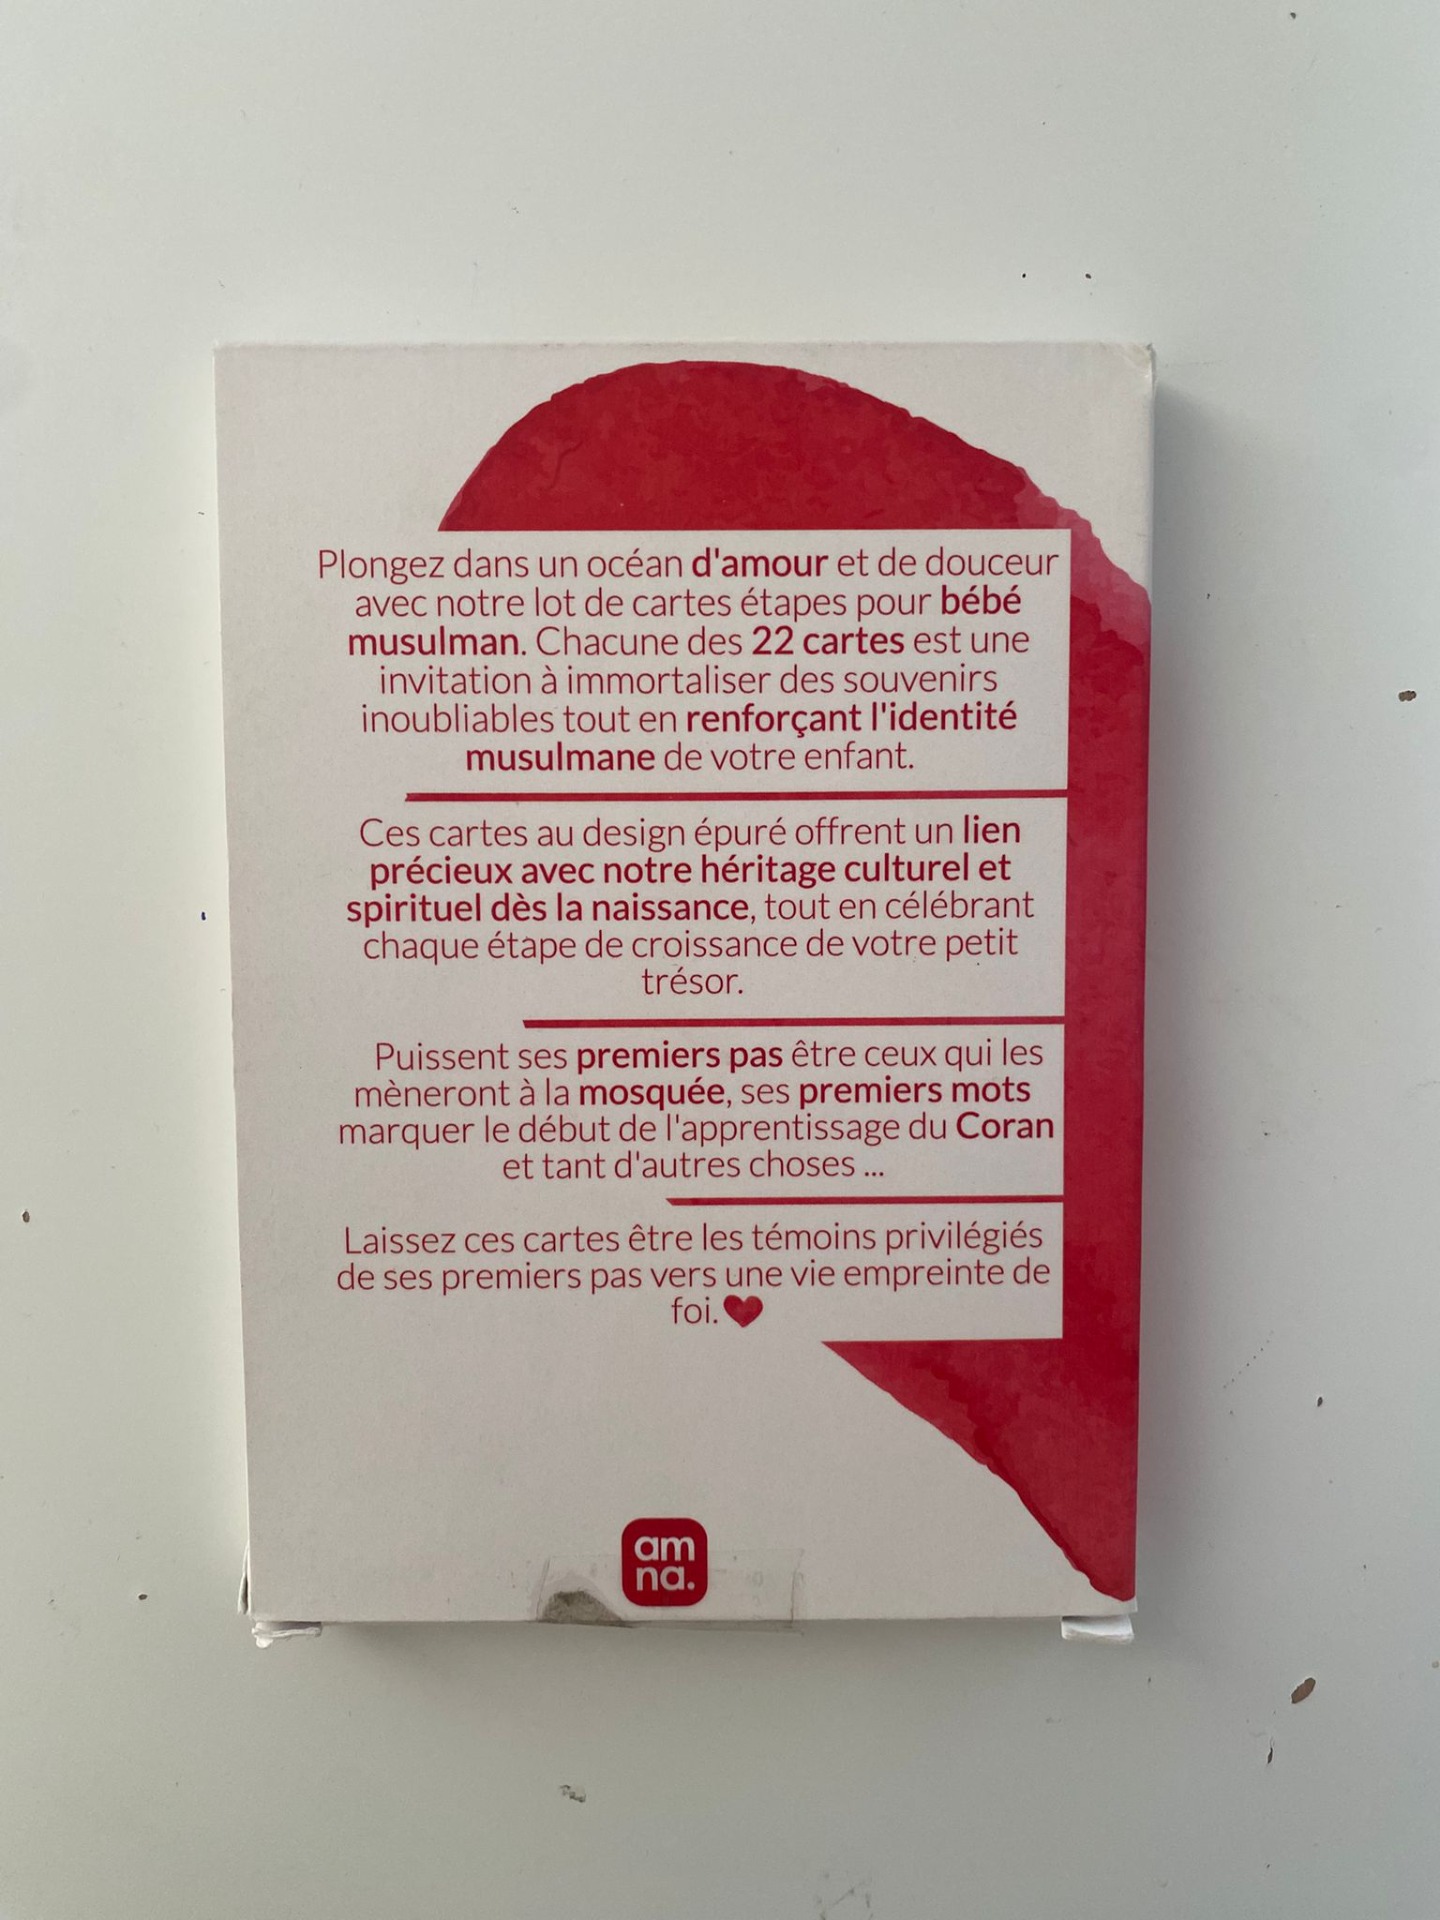 Plongez dans un océan d'amour et de douceur
avec notre lot de cartes étapes pour bébé
musulman. Chacune des 22 cartes est une
invitation à immortaliser des souvenirs
inoubliables tout en renforçant l'identité
musulmane de votre enfant.
Ces cartes au design épuré offrent un lien
précieux avec notre héritage culturel et
spirituel dès la naissance, tout en célébrant
chaque étape de croissance de votre petit
trésor.
Puissent ses premiers pas être ceux qui les
mèneront à la mosquée, ses premiers mots
marquer le début de l'apprentissage du Coran
et tant d'autres choses ...
Laissez ces cartes être les témoins privilégiés
de ses premiers pas vers une vie empreinte de
foi.
am
na.